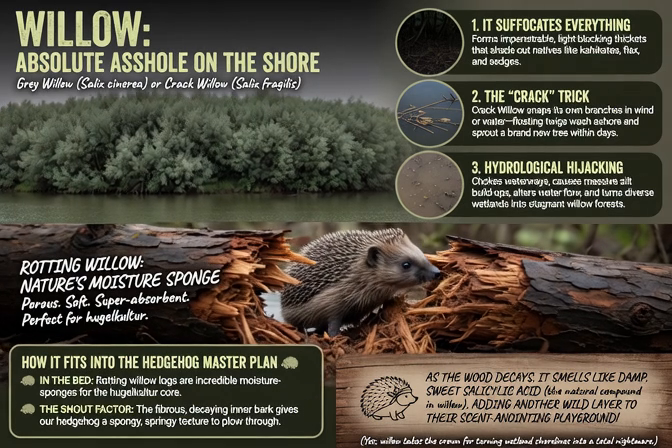 WILLOW:
ABSOLUTE ASSHOLE ON THE SHORE
Grey Willow (Salix cinerea) or Crack Willow (Salix fragilis)
1. IT SUFFOCATES EVERYTHING
Forms impenetrable, light blocking thickets
that shade out natives like kahikatea, flax,
and sedges.
2. THE "CRACK" TRICK
Crack Willow snaps its own branches in wind
or water—floating twigs wash ashore and
sprout a brand new tree within days.
3. HYDROLOGICAL HIJACKING
Chokes waterways, causes massive silt
build-ups, alters water flow, and turns diverse
wetlands into stagnant willow forests.
ROTTING WILLOW:
NATURE'S MOISTURE SPONGE
Porous. Soft. Super-absorbent.
Perfect for hugelkultur.
HOW IT FITS INTO THE HEDGEHOG MASTER PLAN
IN THE BED: Rotting willow logs are incredible moisture-
sponges for the hugelkultur core.
THE SNOUT FACTOR: The fibrous, decaying inner bark gives
our hedgehog a spongy, springy texture to plow through.
AS THE WOOD DECAYS, IT SMELLS LIKE DAMP,
SWEET SALICYLIC ACID (the natural compound
in willow), ADDING ANOTHER WILD LAYER TO
THEIR SCENT-ANOINTING PLAYGROUND!
(Yes, willow takes the crown for turning wetland shorelines into a total nightmare.)